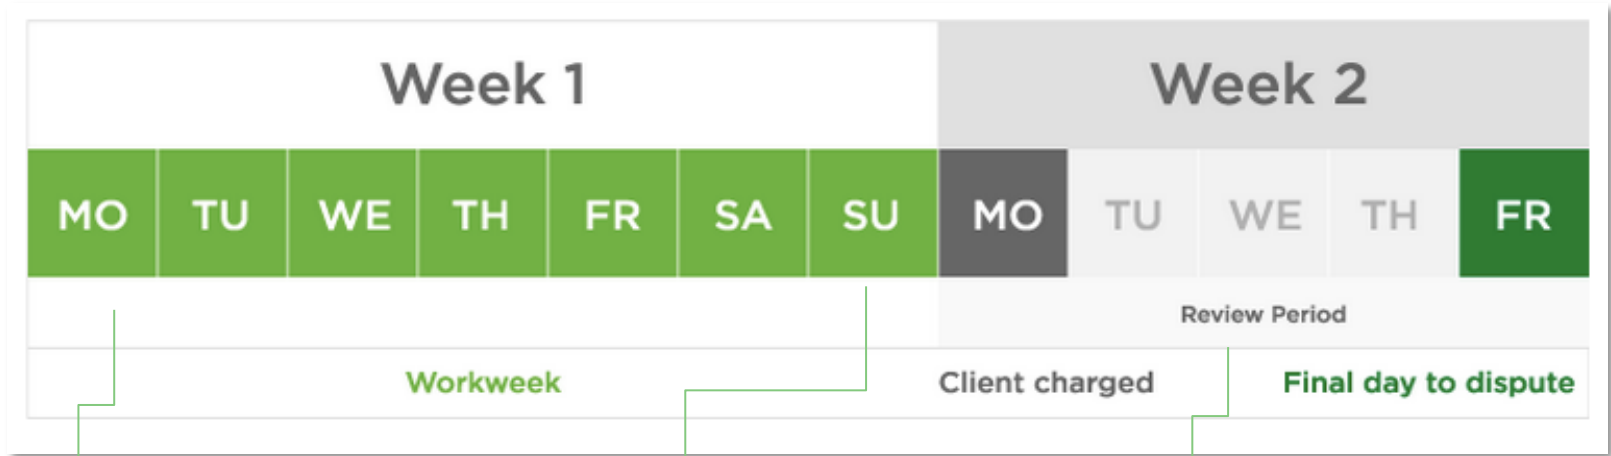 Week 1 Week 2
MO TU WE TH FR SA SU MO TU WE TH FR
Review Period
Workweek Client charged Final day to dispute